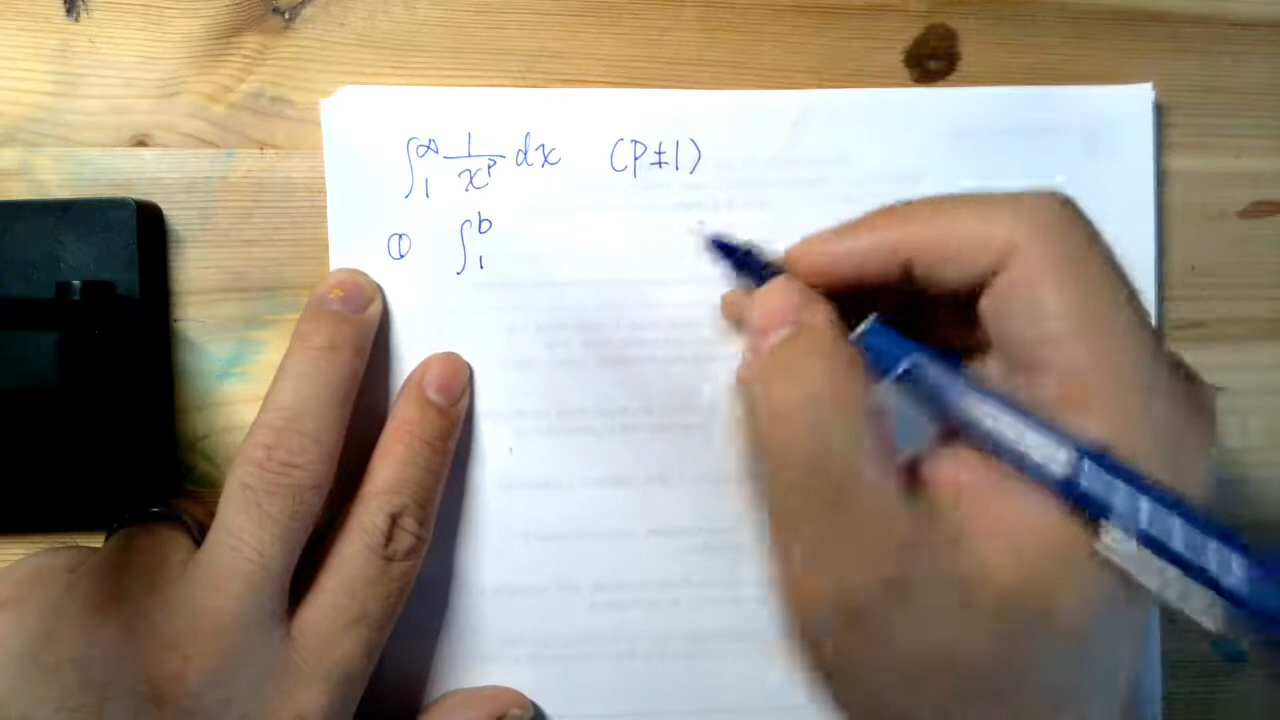 ∫₁^∞ 1/x^p dx (p≠1)
① ∫₁^b